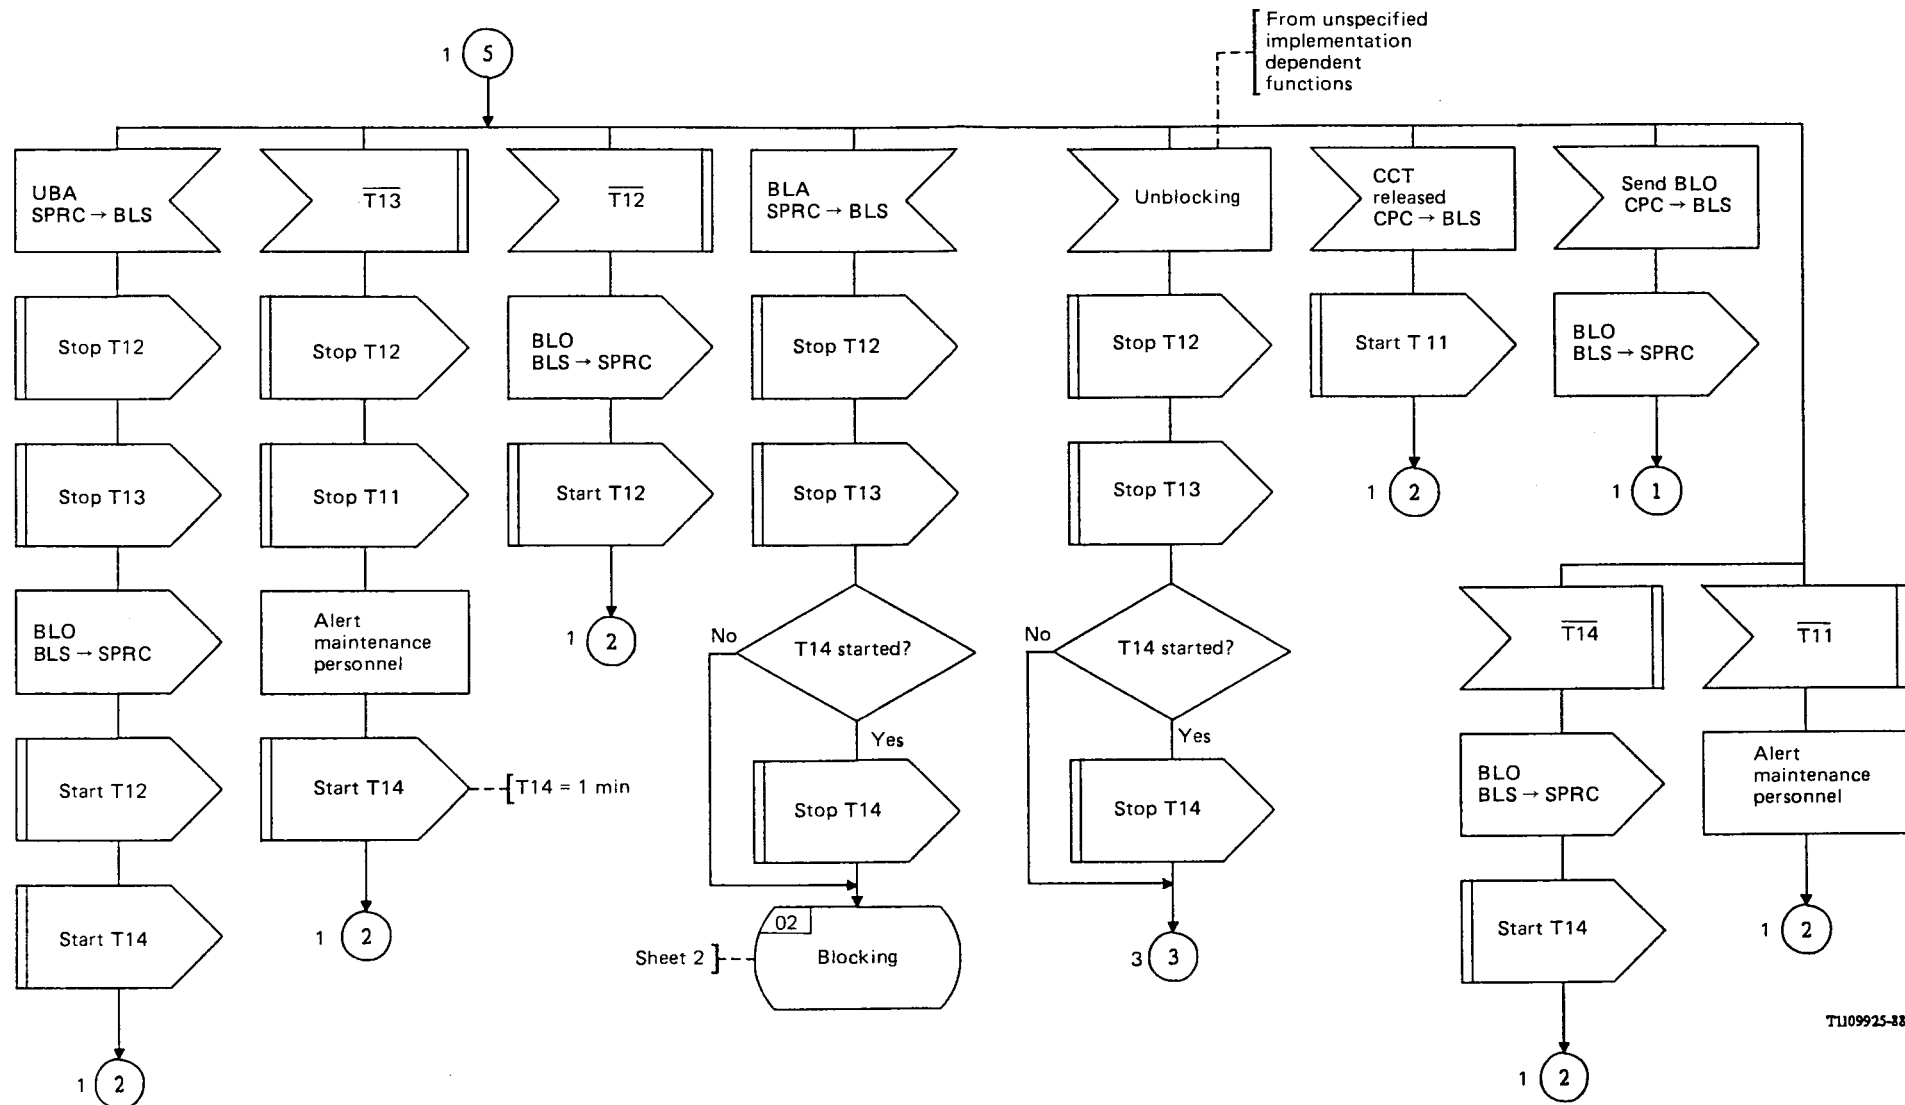 From unspecified
implementation
dependent
functions
1 5
UBA
SPRC → BLS
T13
T12
BLA
SPRC → BLS
Unblocking
CCT
released
CPC → BLS
Send BLO
CPC → BLS
Stop T12
Stop T12
BLO
BLS → SPRC
Stop T12
Stop T12
Start T 11
BLO
BLS → SPRC
Stop T13
Stop T11
Start T12
Stop T13
Stop T13
1 2
1 1
BLO
BLS → SPRC
Alert
maintenance
personnel
1 2
No
T14 started?
Yes
No
T14 started?
Yes
T14
T11
Start T12
Start T14
T14 = 1 min
Stop T14
Stop T14
BLO
BLS → SPRC
Alert
maintenance
personnel
Start T14
1 2
Sheet 2
02
Blocking
3 3
Start T14
1 2
T1109925-88
1 2
1 2